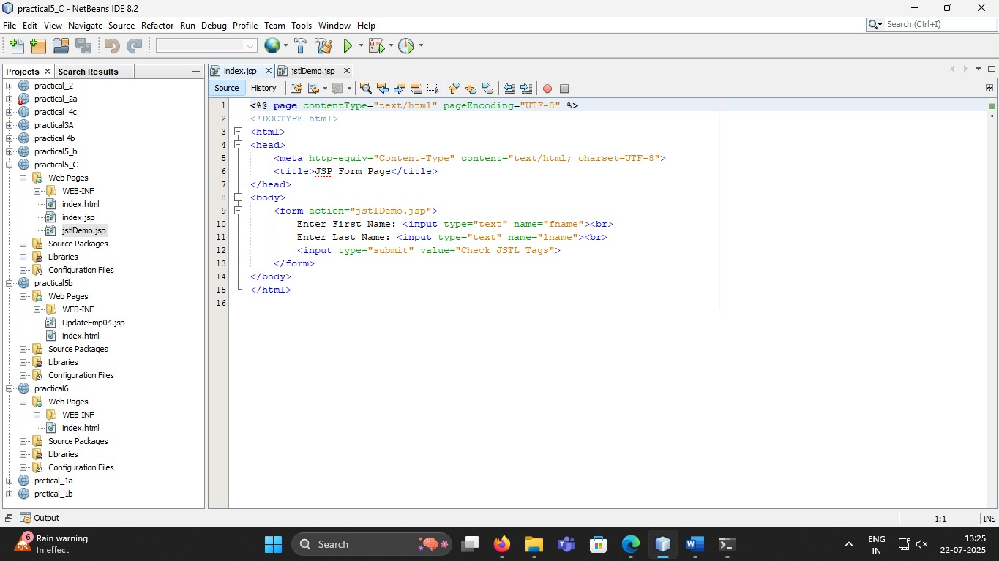 practical5_C - NetBeans IDE 8.2
File Edit View Navigate Source Refactor Run Debug Profile Team Tools Window Help
Search (Ctrl+I)
Projects
Search Results
practical_2
practical_2a
practical_4c
practical3A
practical 4b
practical5_b
practical5_C
Web Pages
WEB-INF
index.html
index.jsp
jstlDemo.jsp
Source Packages
Libraries
Configuration Files
practical5b
Web Pages
WEB-INF
UpdateEmp04.jsp
index.html
Source Packages
Libraries
Configuration Files
practical6
Web Pages
WEB-INF
index.html
Source Packages
Libraries
Configuration Files
prctical_1a
prctical_1b
index.jsp
jstlDemo.jsp
Source History
1 <%@ page contentType="text/html" pageEncoding="UTF-8" %>
2 <!DOCTYPE html>
3 <html>
4 <head>
5 <meta http-equiv="Content-Type" content="text/html; charset=UTF-8">
6 <title>JSP Form Page</title>
7 </head>
8 <body>
9 <form action="jstlDemo.jsp">
10 Enter First Name: <input type="text" name="fname"><br>
11 Enter Last Name: <input type="text" name="lname"><br>
12 <input type="submit" value="Check JSTL Tags">
13 </form>
14 </body>
15 </html>
16
Output
1:1
INS
6
Rain warning
In effect
Search
ENG
IN
13:25
22-07-2025